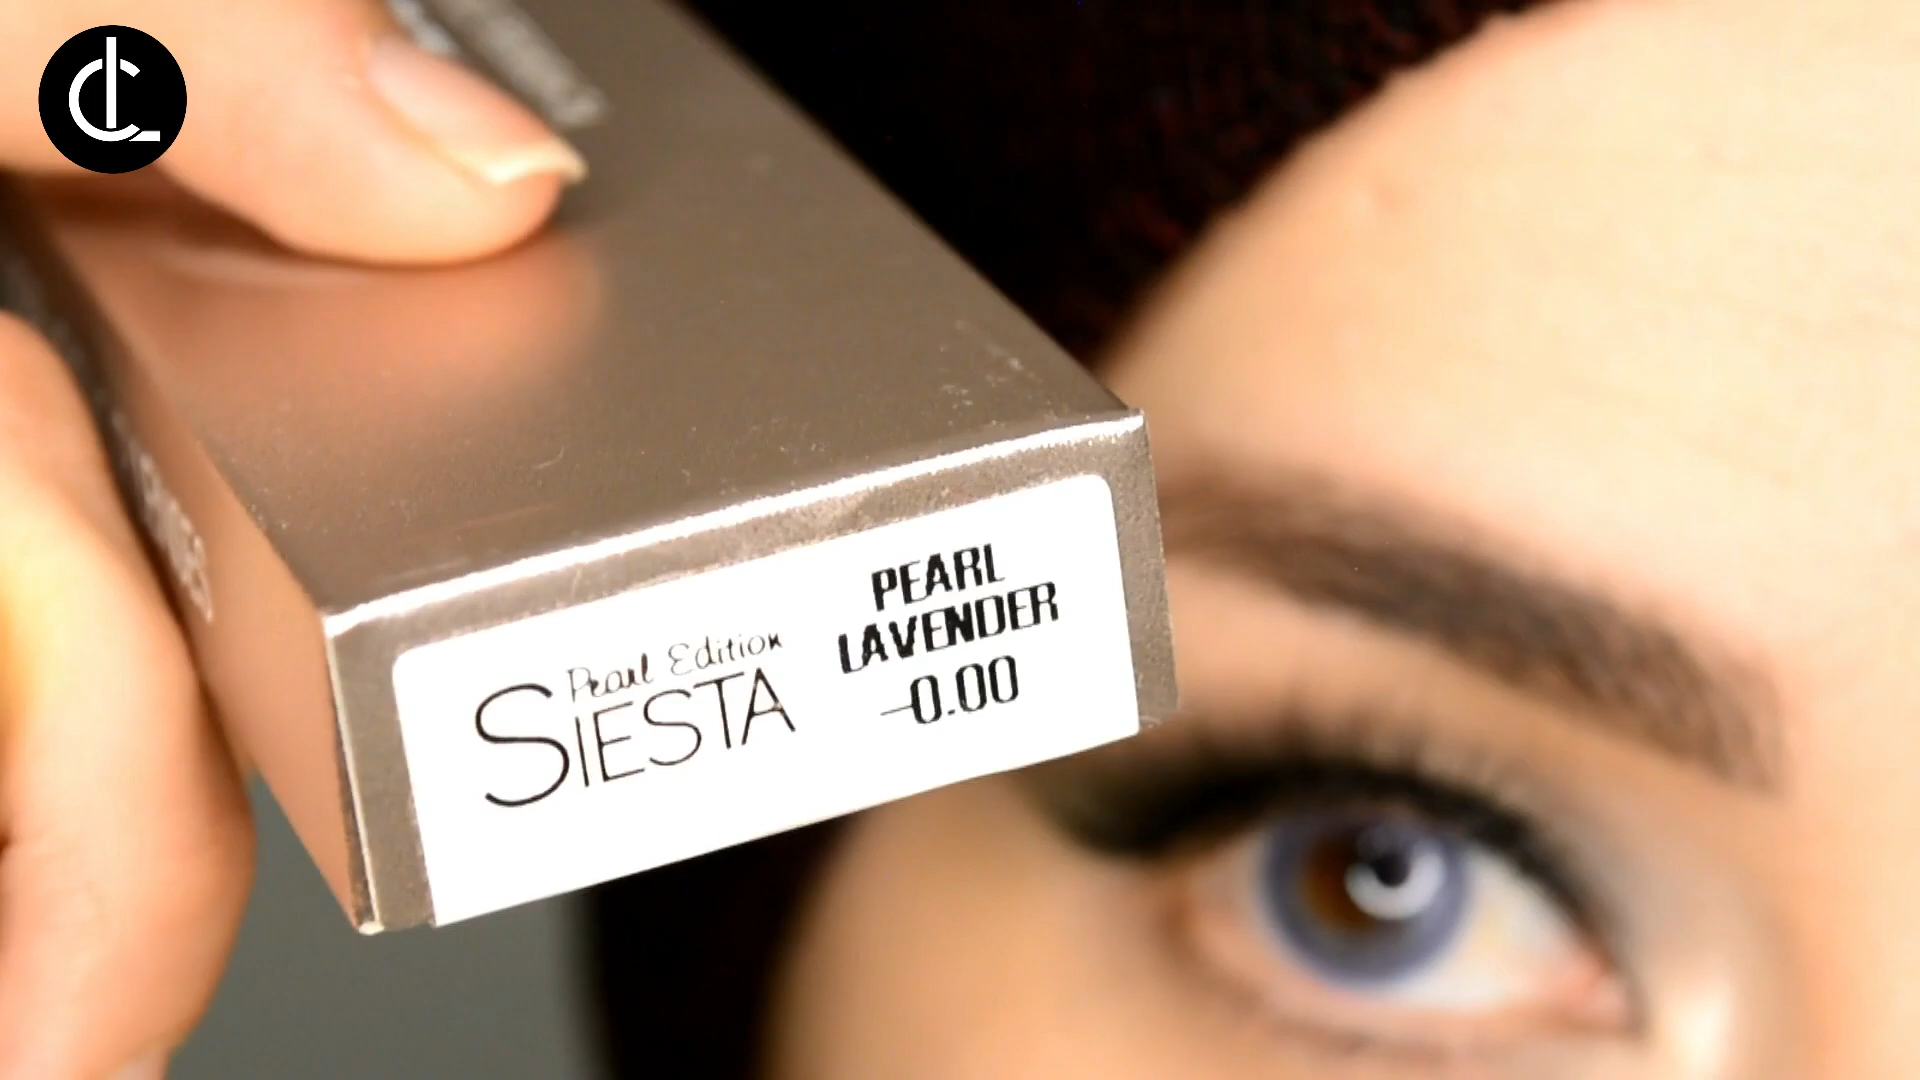 Pearl Edition
SIESTA
PEARL
LAVENDER
-0.00